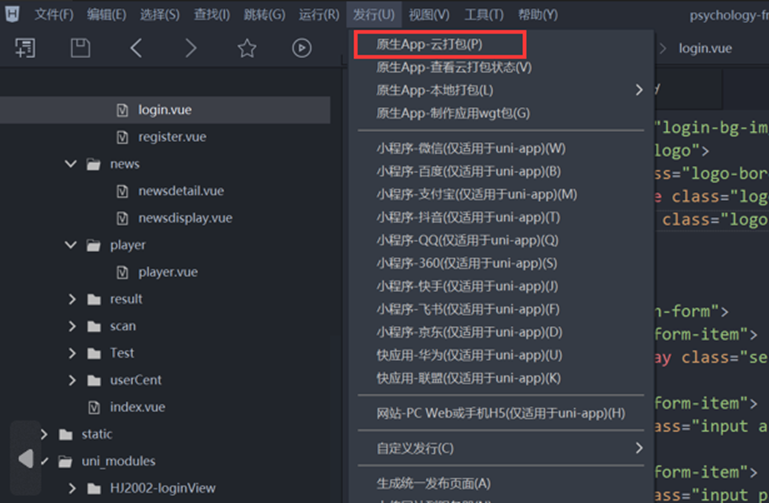 文件(F) 编辑(E) 选择(S) 查找(I) 跳转(G) 运行(R) 发行(U) 视图(V) 工具(T) 帮助(Y) psychology-fr
login.vue
login.vue
register.vue
news
newsdetail.vue
newsdisplay.vue
player
player.vue
result
scan
Test
userCent
index.vue
static
uni_modules
HJ2002-loginView
原生App-云打包(P)
原生App-查看云打包状态(V)
原生App-本地打包(L)
原生App-制作应用wgt包(G)
小程序-微信(仅适用于uni-app)(W)
小程序-百度(仅适用于uni-app)(B)
小程序-支付宝(仅适用于uni-app)(M)
小程序-抖音(仅适用于uni-app)(T)
小程序-QQ(仅适用于uni-app)(Q)
小程序-360(仅适用于uni-app)(S)
小程序-快手(仅适用于uni-app)(J)
小程序-飞书(仅适用于uni-app)(F)
小程序-京东(仅适用于uni-app)(D)
快应用-华为(仅适用于uni-app)(U)
快应用-联盟(仅适用于uni-app)(K)
网站-PC Web或手机H5(仅适用于uni-app)(H)
自定义发行(C)
生成统一发布页面(A)
"login-bg-im
logo">
ss="logo-bor
e class="log
class="logo
n-form">
form-item">
ay class="se
form-item">
ass="input a
form-item">
ass="input p